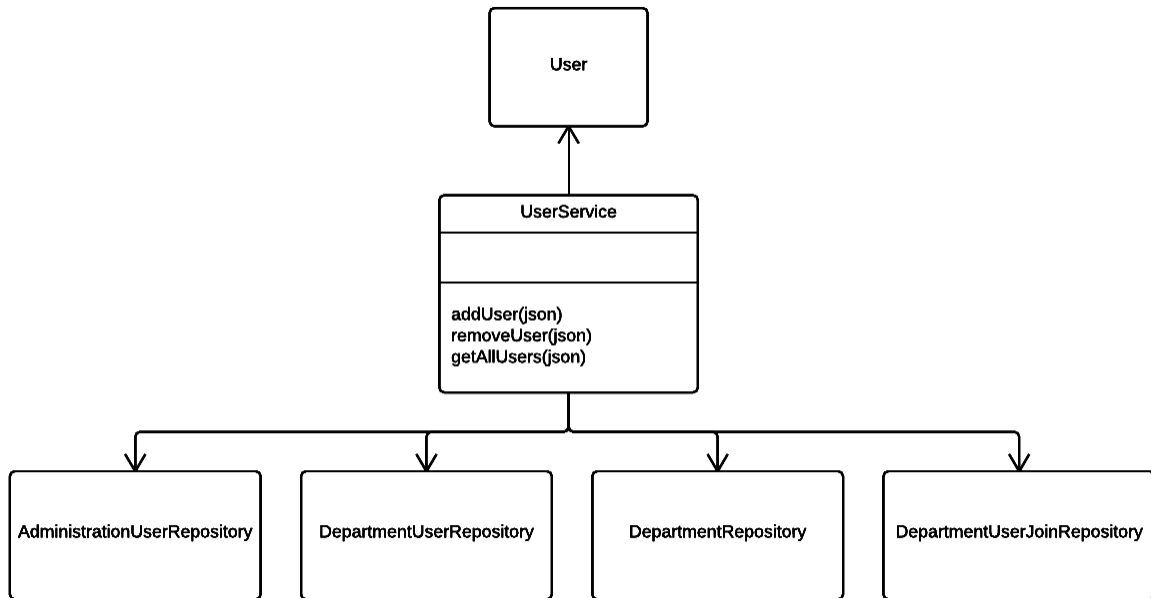 User
UserService
addUser(json)
removeUser(json)
getAllUsers(json)
AdministrationUserRepository
DepartmentUserRepository
DepartmentRepository
DepartmentUserJoinRepository